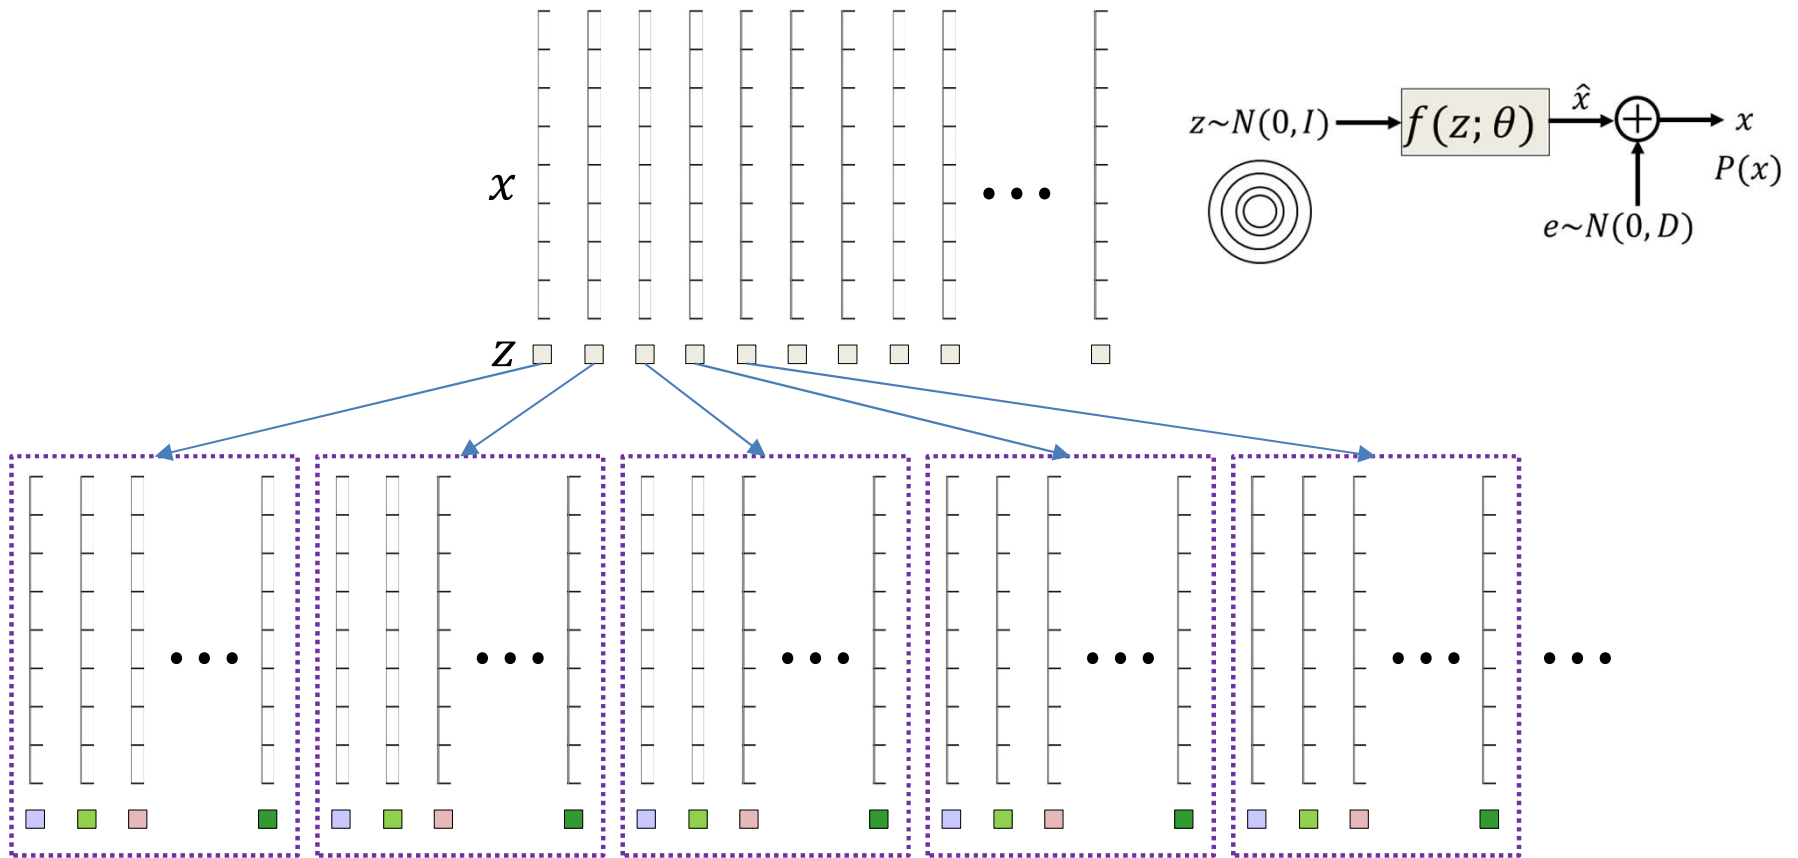 x
z
z~N(0, I)
f(z; θ)
x̂
+
x
P(x)
e~N(0, D)